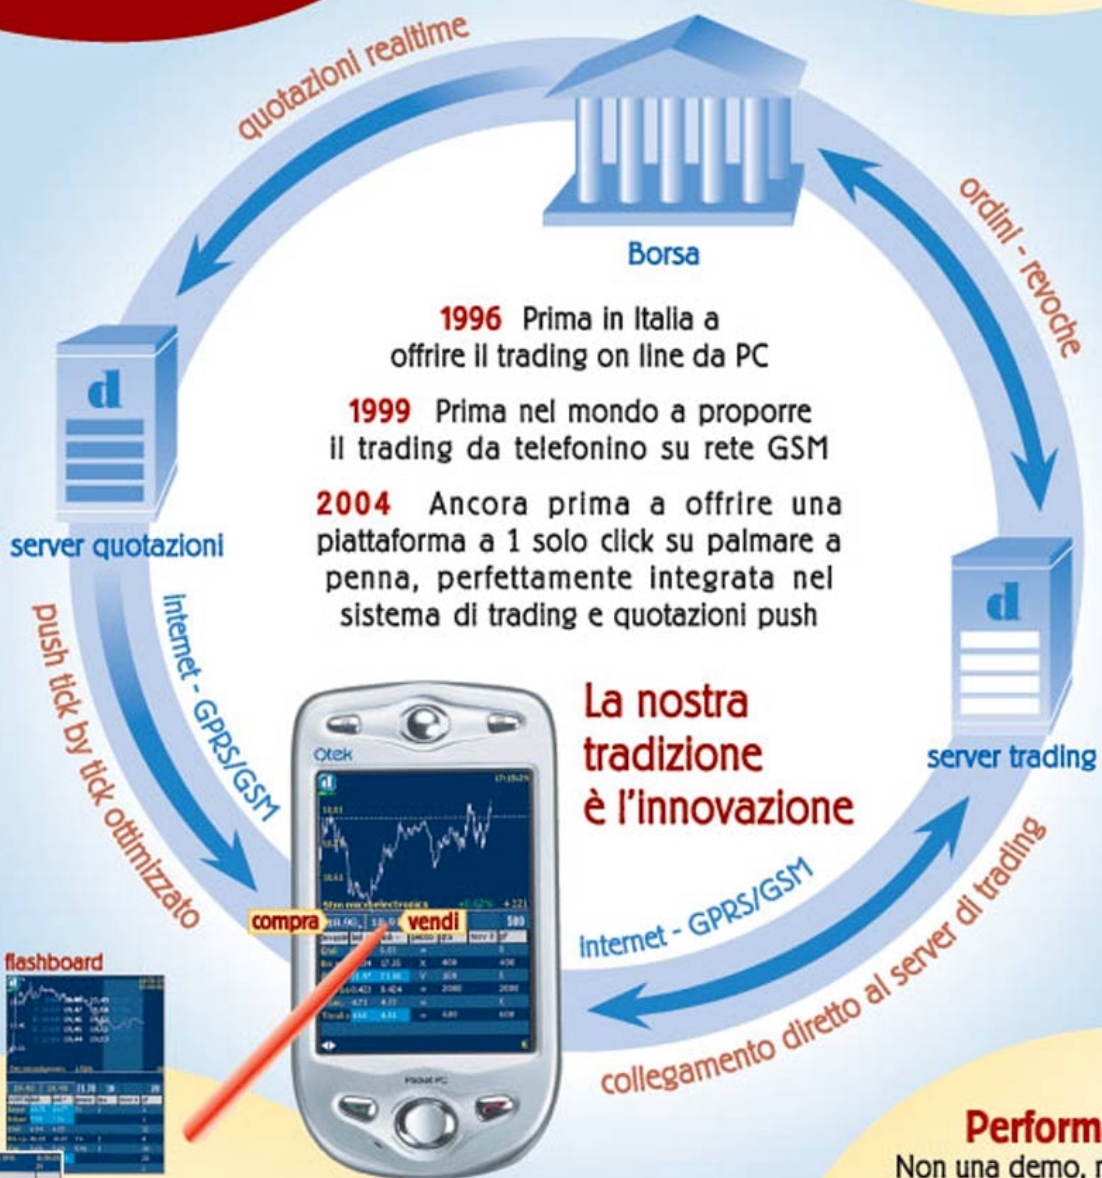 quotazioni realtime
Borsa
ordini - revoche
1996 Prima in Italia a
offrire il trading on line da PC
1999 Prima nel mondo a proporre
il trading da telefonino su rete GSM
2004 Ancora prima a offrire una
piattaforma a 1 solo click su palmare a
penna, perfettamente integrata nel
sistema di trading e quotazioni push
d
server quotazioni
d
server trading
push tick by tick ottimizzato
internet - GPRS/GSM
La nostra
tradizione
è l'innovazione
Qtek
d
Stm microelectronics
compra
vendi
500
Pocket PC
internet - GPRS/GSM
collegamento diretto al server di trading
flashboard
Perform
Non una demo,